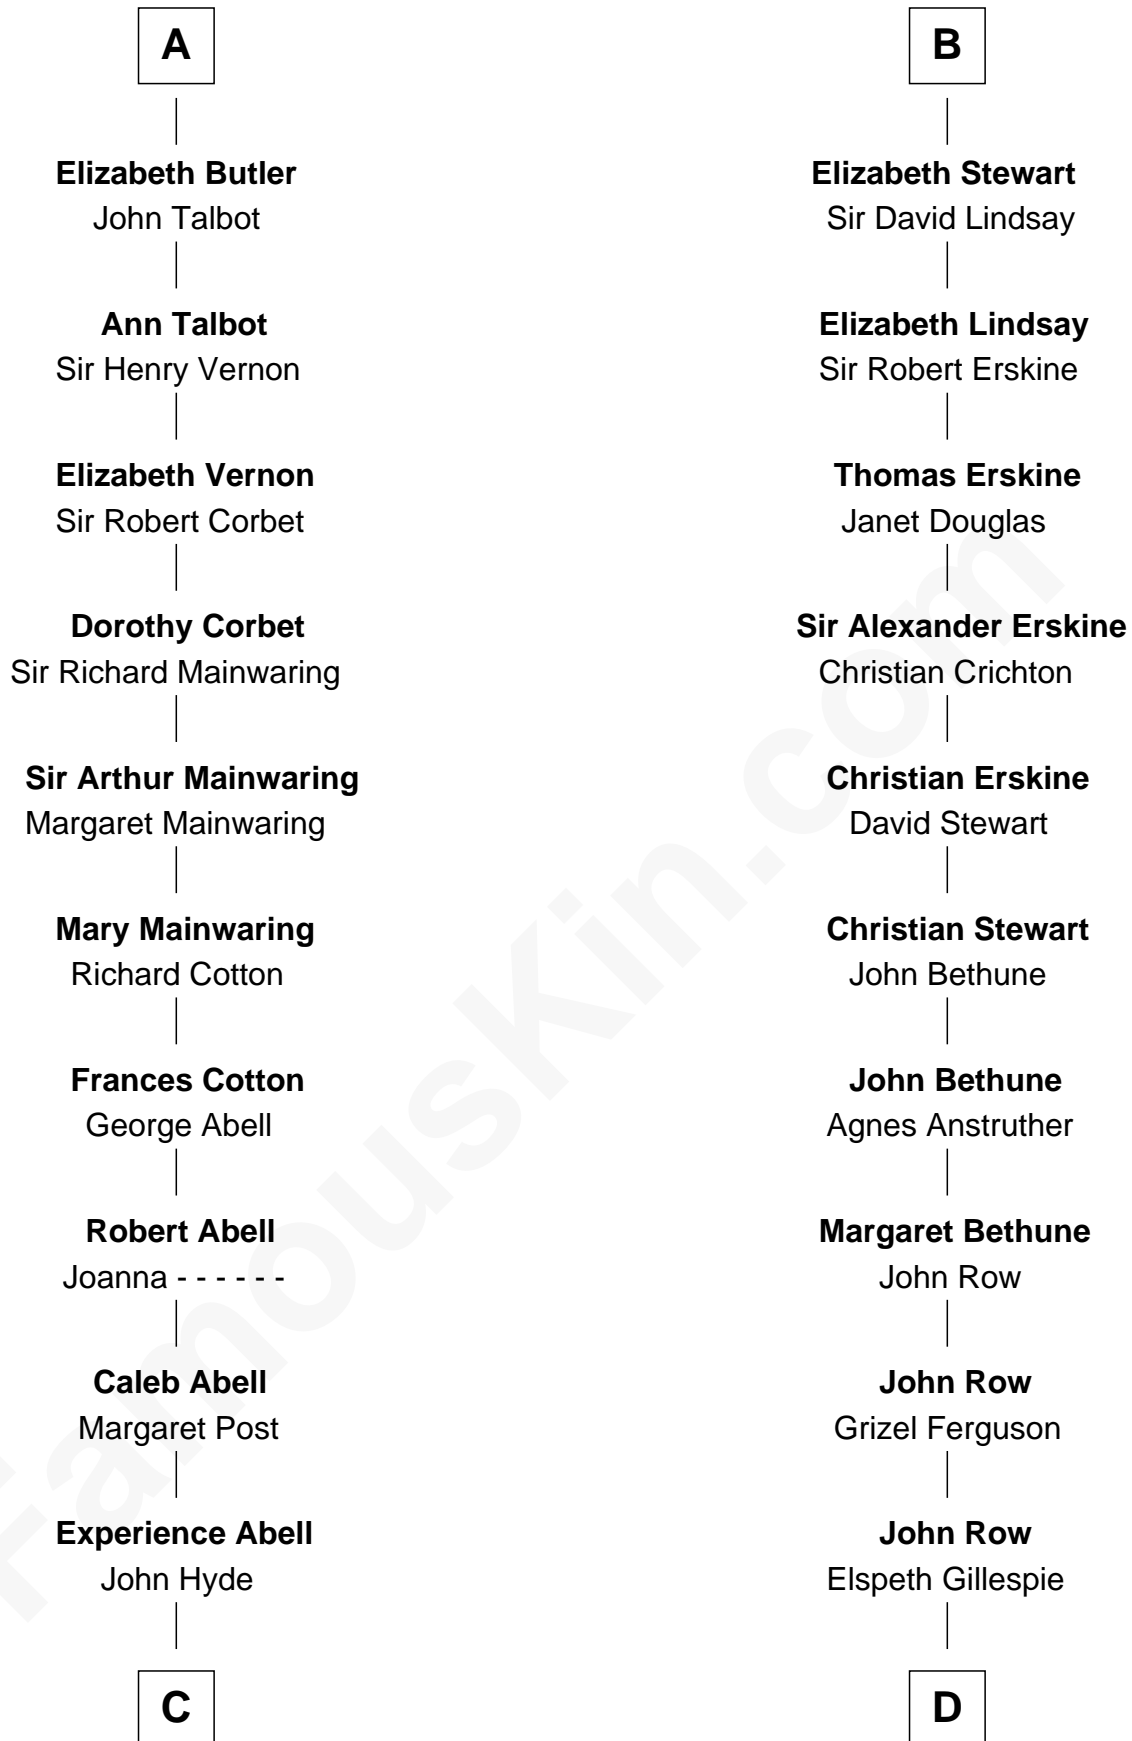 A
Elizabeth Butler
John Talbot
Ann Talbot
Sir Henry Vernon
Elizabeth Vernon
Sir Robert Corbet
Dorothy Corbet
Sir Richard Mainwaring
Sir Arthur Mainwaring
Margaret Mainwaring
Mary Mainwaring
Richard Cotton
Frances Cotton
George Abell
Robert Abell
Joanna - - - - - -
Caleb Abell
Margaret Post
Experience Abell
John Hyde
C
B
Elizabeth Stewart
Sir David Lindsay
Elizabeth Lindsay
Sir Robert Erskine
Thomas Erskine
Janet Douglas
Sir Alexander Erskine
Christian Crichton
Christian Erskine
David Stewart
Christian Stewart
John Bethune
John Bethune
Agnes Anstruther
Margaret Bethune
John Row
John Row
Grizel Ferguson
John Row
Elspeth Gillespie
D
FamousKin.com